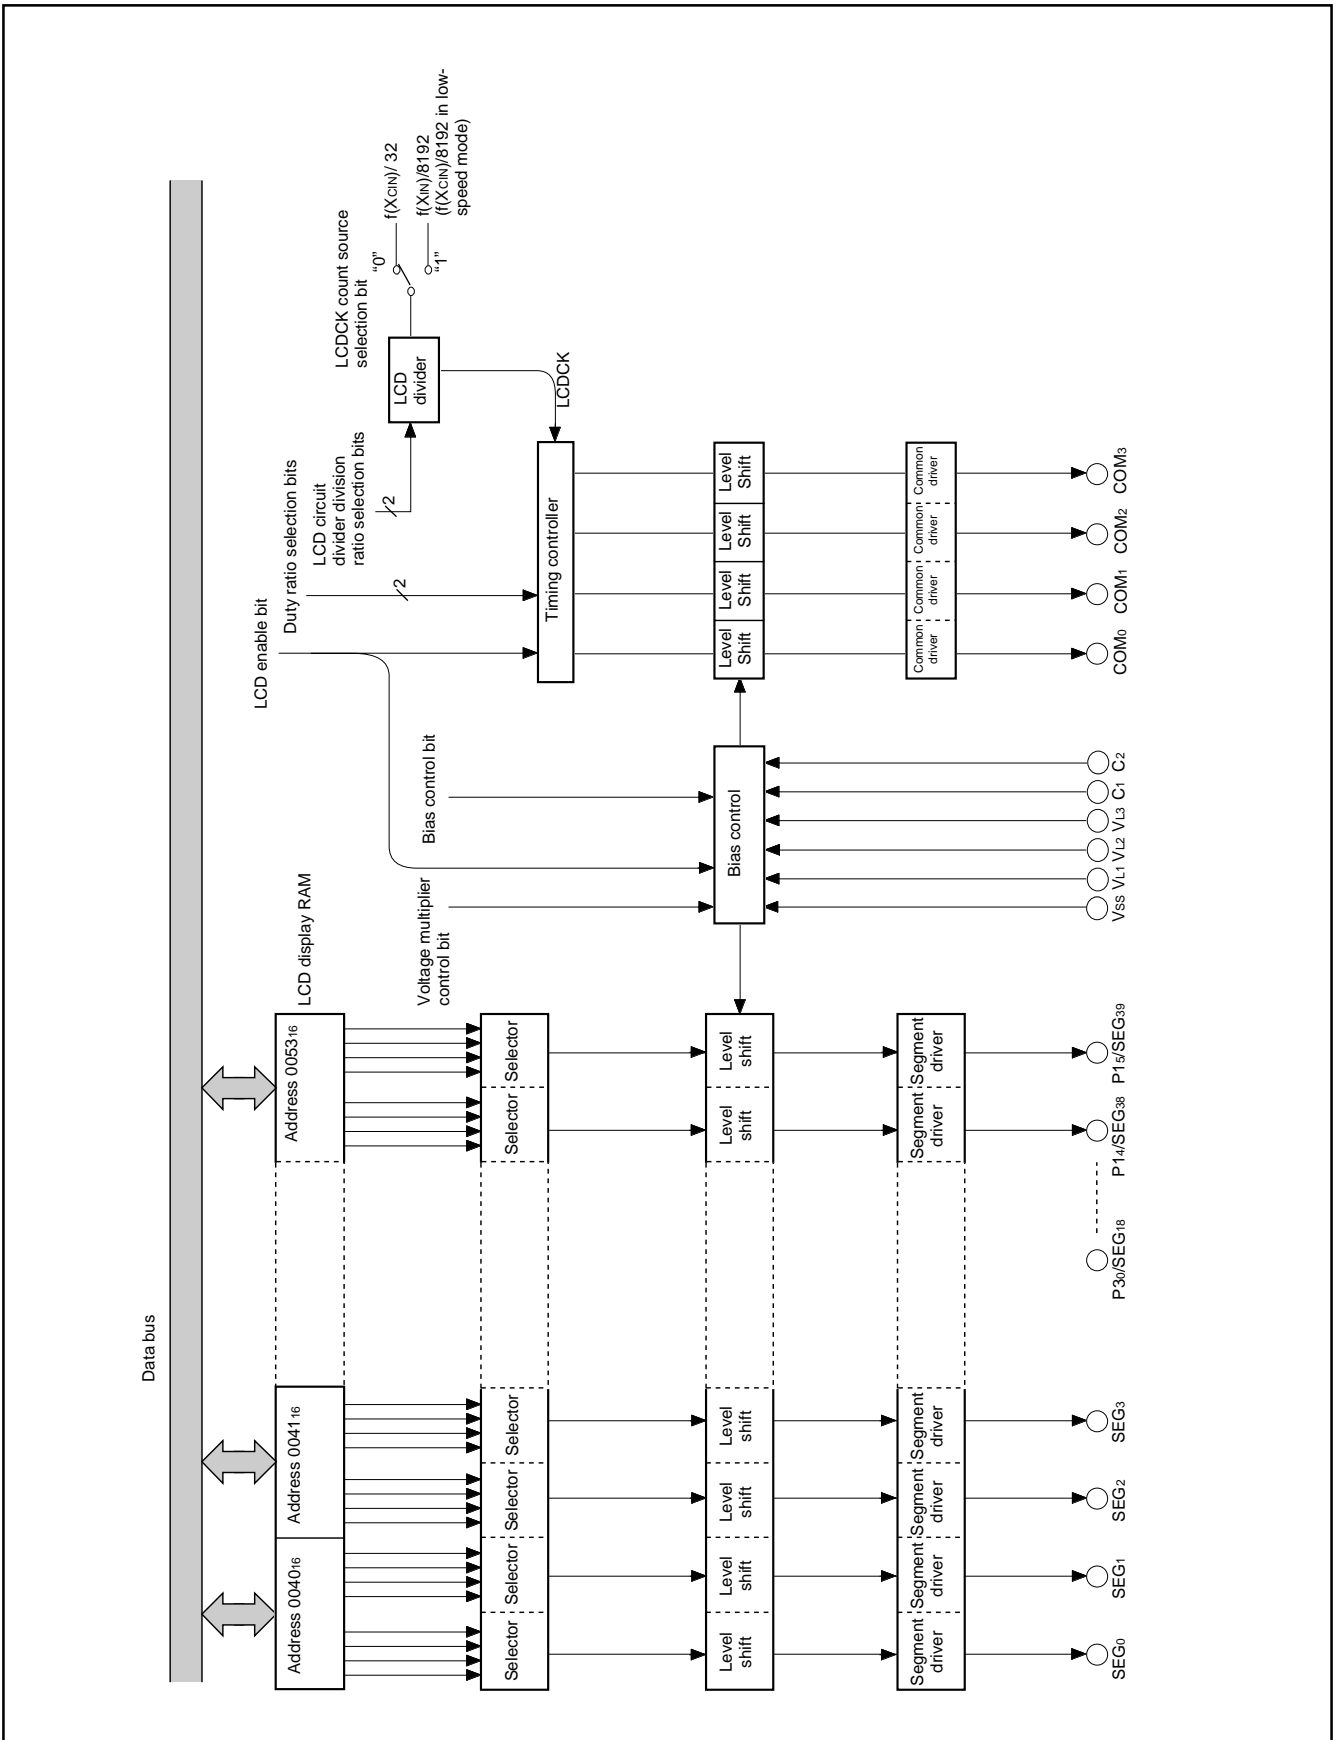 Data bus
LCD enable bit
Duty ratio selection bits
LCD circuit
divider division
ratio selection bits
2
2
LCDCK count source
selection bit
“0”
“1”
f(XCIN)/ 32
f(XIN)/8192
(f(XCIN)/8192 in low-
speed mode)
LCD
divider
LCDCK
Timing controller
LCD display RAM
Address 004016
Address 004116
Address 005316
Voltage multiplier
control bit
Bias control bit
Selector
Selector
Selector
Selector
Selector
Selector
Bias control
Level
shift
Level
shift
Level
shift
Level
shift
Level
shift
Level
shift
Level
Shift
Level
Shift
Level
Shift
Level
Shift
Segment
driver
Segment
driver
Segment
driver
Segment
driver
Segment
driver
Segment
driver
Common
driver
Common
driver
Common
driver
Common
driver
SEG0
SEG1
SEG2
SEG3
P30/SEG18
P14/SEG38
P15/SEG39
VSS
VL1
VL2
VL3
C1
C2
COM0
COM1
COM2
COM3